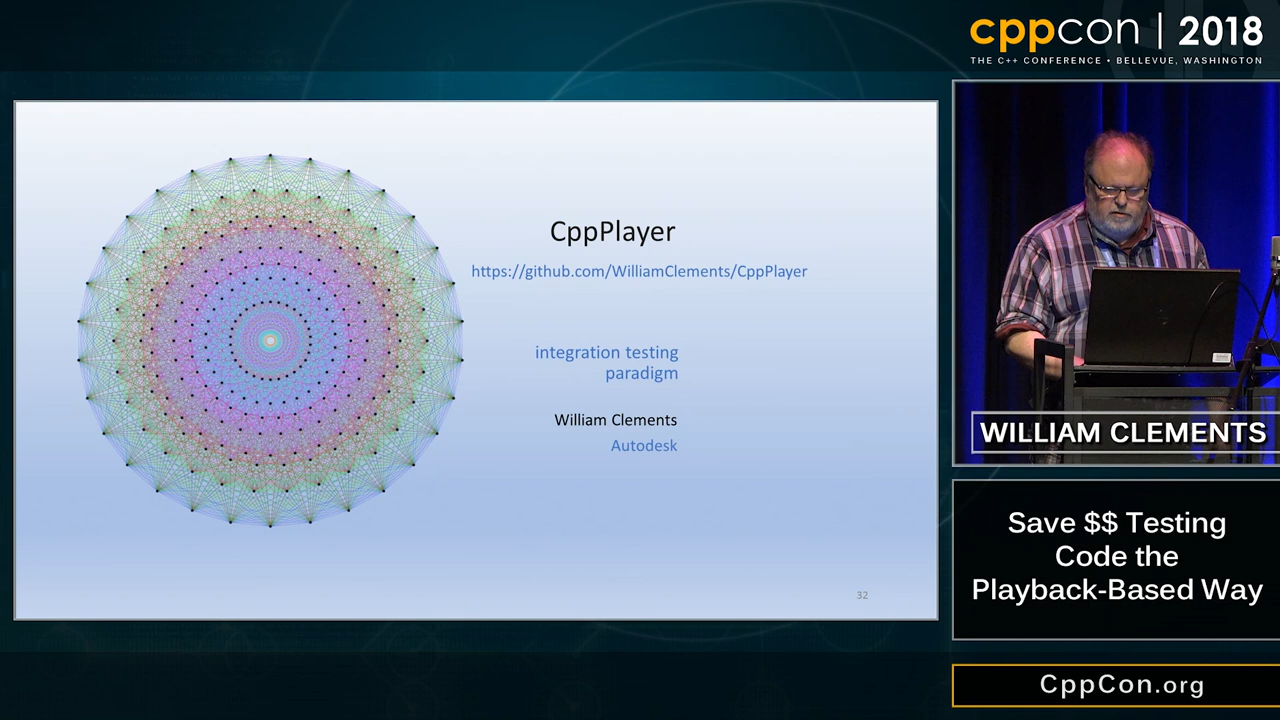 cppcon | 2018
THE C++ CONFERENCE • BELLEVUE, WASHINGTON
CppPlayer
https://github.com/WilliamClements/CppPlayer
integration testing
paradigm
William Clements
Autodesk
32
WILLIAM CLEMENTS
Save $$ Testing
Code the
Playback-Based Way
CppCon.org